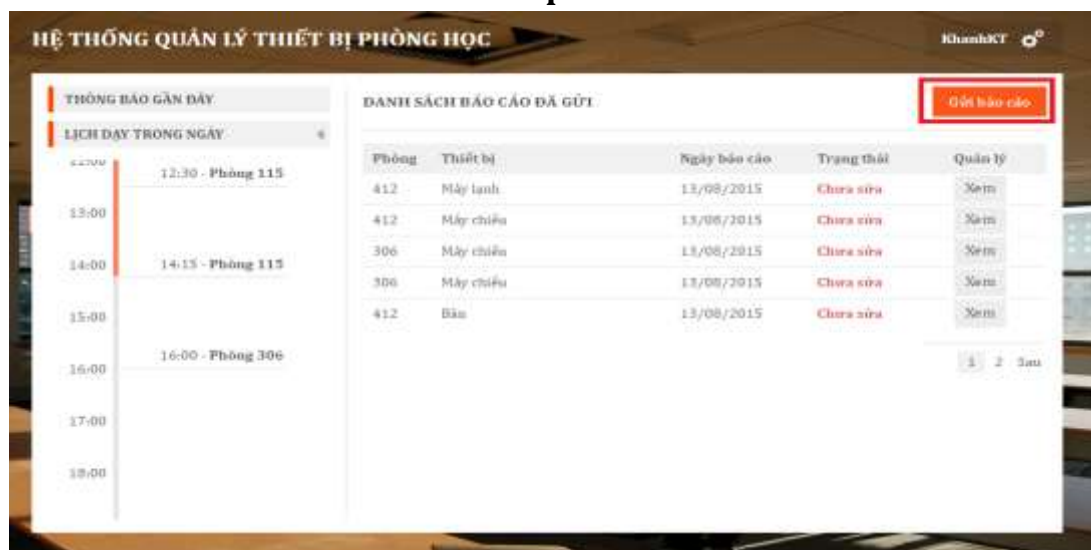 HỆ THỐNG QUẢN LÝ THIẾT BỊ PHÒNG HỌC
KhanhKT
THÔNG BÁO GẦN ĐÂY
LỊCH DẠY TRONG NGÀY 6
12:30 - Phòng 115
13:00
14:00
14:15 - Phòng 115
15:00
16:00 - Phòng 306
16:00
17:00
18:00
DANH SÁCH BÁO CÁO ĐÃ GỬI
Gửi báo cáo
Phòng Thiết bị Ngày báo cáo Trạng thái Quản lý
412 Máy lạnh 13/08/2015 Chưa sửa Xem
412 Máy chiếu 13/08/2015 Chưa sửa Xem
306 Máy chiếu 13/08/2015 Chưa sửa Xem
306 Máy chiếu 13/08/2015 Chưa sửa Xem
412 Bàn 13/08/2015 Chưa sửa Xem
1 2 Sau